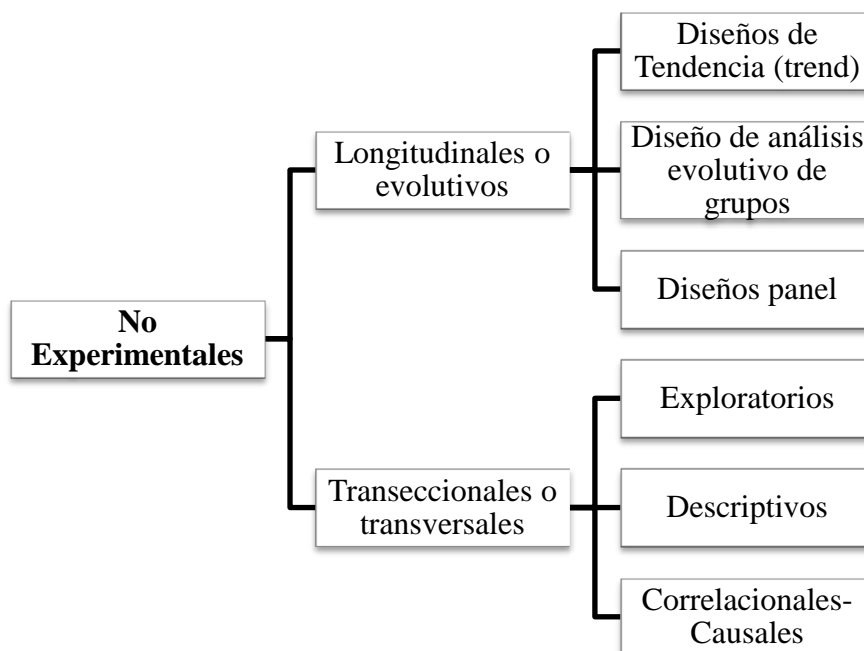 Diseños de
Tendencia (trend)
Longitudinales o
evolutivos
Diseño de análisis
evolutivo de
grupos
Diseños panel
No
Experimentales
Exploratorios
Transeccionales o
transversales
Descriptivos
Correlacionales-
Causales